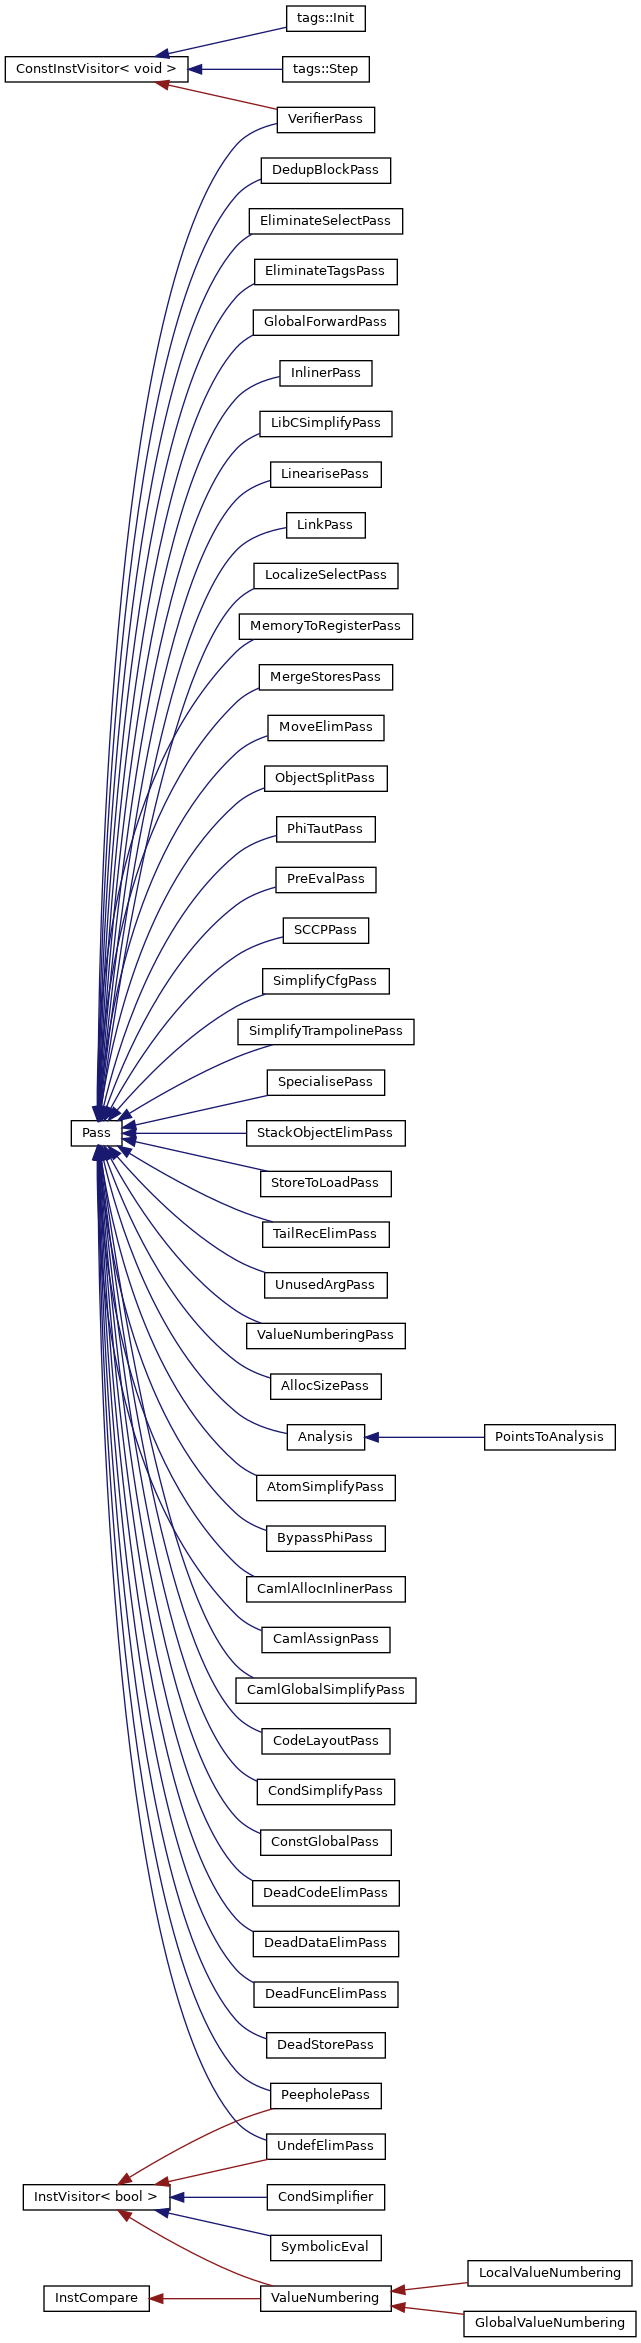 tags::Init
ConstInstVisitor< void >
tags::Step
VerifierPass
DedupBlockPass
EliminateSelectPass
EliminateTagsPass
GlobalForwardPass
InlinerPass
LibCSimplifyPass
LinearisePass
LinkPass
LocalizeSelectPass
MemoryToRegisterPass
MergeStoresPass
MoveElimPass
ObjectSplitPass
PhiTautPass
PreEvalPass
SCCPPass
SimplifyCfgPass
SimplifyTrampolinePass
SpecialisePass
Pass
StackObjectElimPass
StoreToLoadPass
TailRecElimPass
UnusedArgPass
ValueNumberingPass
AllocSizePass
Analysis
PointsToAnalysis
AtomSimplifyPass
BypassPhiPass
CamlAllocInlinerPass
CamlAssignPass
CamlGlobalSimplifyPass
CodeLayoutPass
CondSimplifyPass
ConstGlobalPass
DeadCodeElimPass
DeadDataElimPass
DeadFuncElimPass
DeadStorePass
PeepholePass
UndefElimPass
InstVisitor< bool >
CondSimplifier
SymbolicEval
LocalValueNumbering
InstCompare
ValueNumbering
GlobalValueNumbering